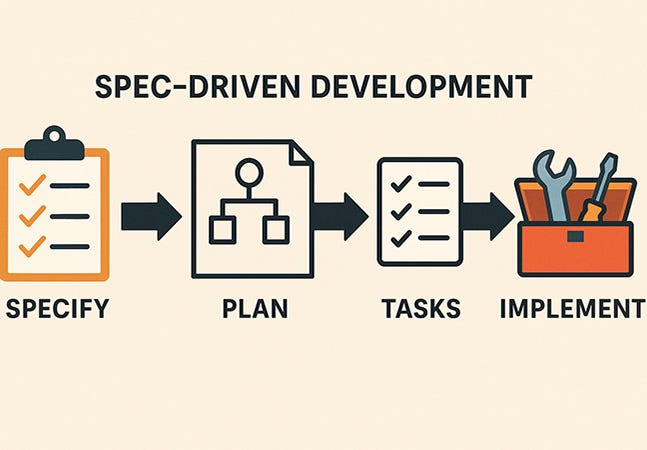 SPEC-DRIVEN DEVELOPMENT
SPECIFY
PLAN
TASKS
IMPLEMENT